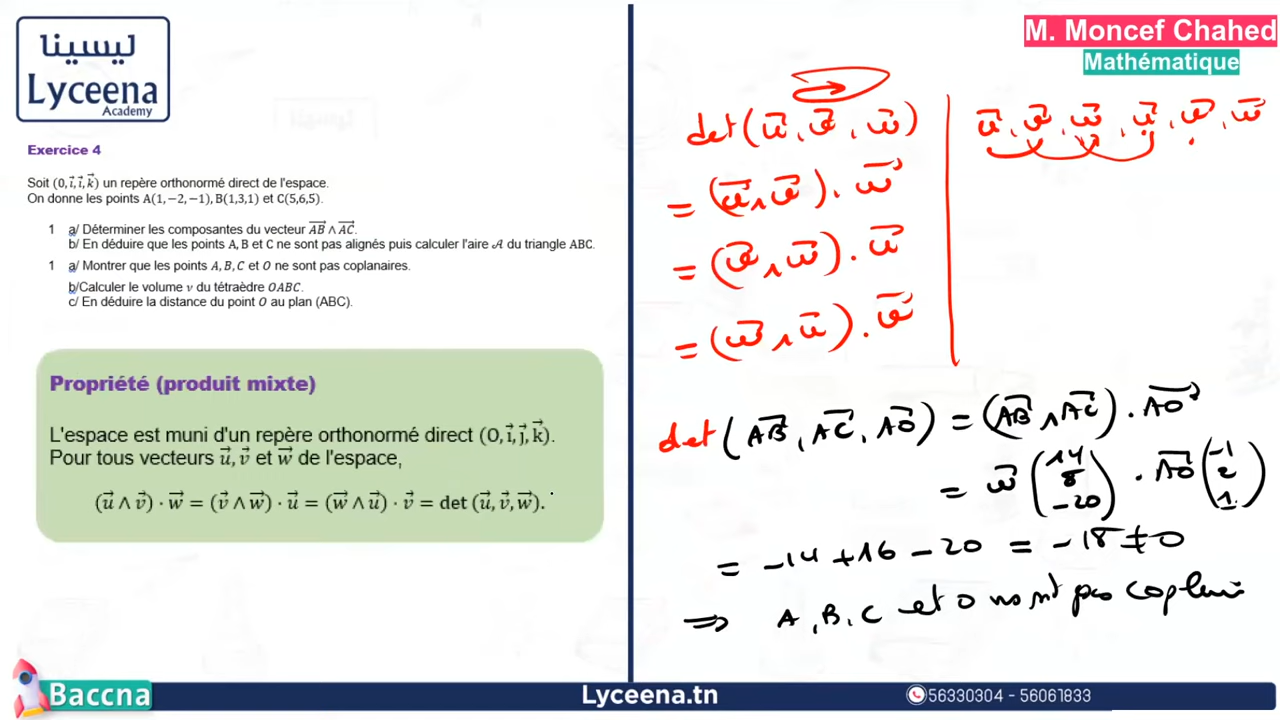 ليسينا
Lyceena
Academy
M. Moncef Chahed
Mathématique
Exercice 4
Soit (0,i⃗,i⃗,k⃗) un repère orthonormé direct de l'espace.
On donne les points A(1,−2,−1),B(1,3,1) et C(5,6,5).
1 a/ Déterminer les composantes du vecteur AB⃗ ∧ AC⃗.
b/ En déduire que les points A, B et C ne sont pas alignés puis calculer l'aire 𝒜 du triangle ABC.
1 a/ Montrer que les points A, B, C et O ne sont pas coplanaires.
b/Calculer le volume v du tétraèdre OABC.
c/ En déduire la distance du point O au plan (ABC).
Propriété (produit mixte)
L'espace est muni d'un repère orthonormé direct (O,i⃗,j⃗,k⃗).
Pour tous vecteurs u⃗, v⃗ et w⃗ de l'espace,
(u⃗ ∧ v⃗) · w⃗ = (v⃗ ∧ w⃗) · u⃗ = (w⃗ ∧ u⃗) · v⃗ = det (u⃗, v⃗, w⃗).
det(u⃗, v⃗, w⃗)
= (u⃗ ∧ v⃗) . w⃗
= (v⃗ ∧ w⃗) . u⃗
= (w⃗ ∧ u⃗) . v⃗
u⃗, v⃗, w⃗, u⃗, v⃗, w⃗
det(AB⃗, AC⃗, AO⃗) = (AB⃗ ∧ AC⃗) . AO⃗
= w⃗ (14 8 −20) . AO⃗ (−1 2 1)
= −14 +16 −20 = −18 ≠ 0
⇒ A, B, C et O pas
Baccna
Lyceena.tn
56330304 - 56061833